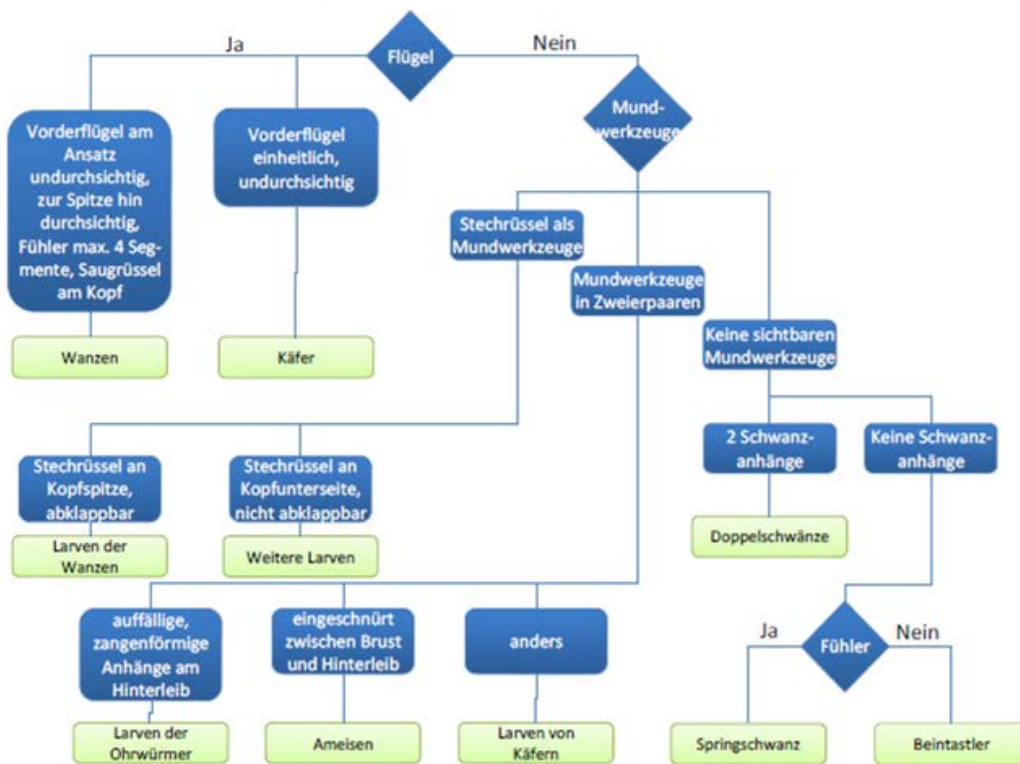 Flügel
Ja
Nein
Vorderflügel am
Ansatz
undurchsichtig,
zur Spitze hin
durchsichtig,
Fühler max. 4 Seg-
mente, Saugrüssel
am Kopf
Wanzen
Vorderflügel
einheitlich,
undurchsichtig
Käfer
Mund-
werkzeuge
Stechrüssel als
Mundwerkzeuge
Mundwerkzeuge
in Zweierpaaren
Keine sichtbaren
Mundwerkzeuge
Stechrüssel an
Kopfspitze,
abklappbar
Larven der
Wanzen
Stechrüssel an
Kopfunterseite,
nicht abklappbar
Weitere Larven
2 Schwanz-
anhänge
Doppelschwänze
Keine Schwanz-
anhänge
auffällige,
zangenförmige
Anhänge am
Hinterleib
Larven der
Ohrwürmer
eingeschnürt
zwischen Brust
und Hinterleib
Ameisen
anders
Larven von
Käfern
Fühler
Ja
Nein
Springschwanz
Beintastler